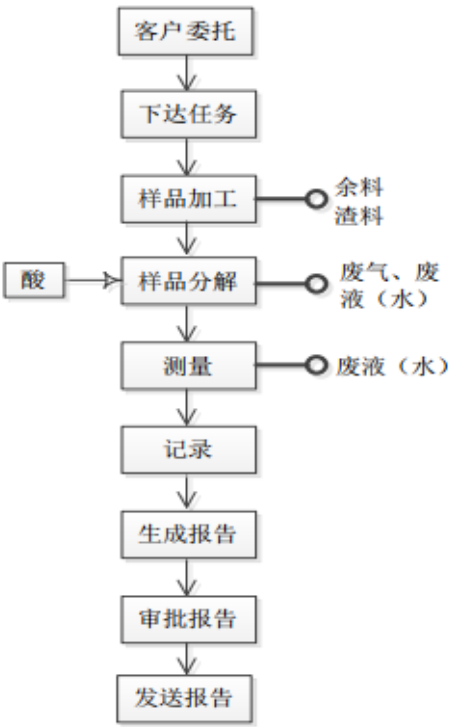 客户委托
下达任务
样品加工
余料
渣料
酸
样品分解
废气、废
液（水）
测量
废液（水）
记录
生成报告
审批报告
发送报告